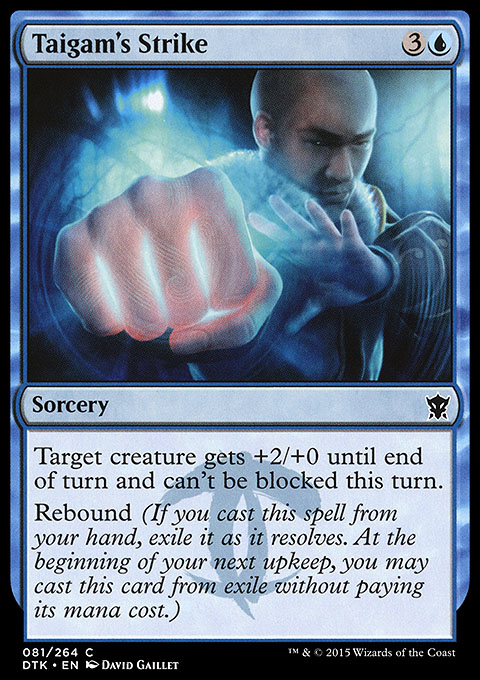 Taigam's Strike 3
Sorcery
Target creature gets +2/+0 until end
of turn and can't be blocked this turn.
Rebound (If you cast this spell from
your hand, exile it as it resolves. At the
beginning of your next upkeep, you may
cast this card from exile without paying
its mana cost.)
081/264 C
DTK • EN DAVID GAILLET
™ & © 2015 Wizards of the Coast